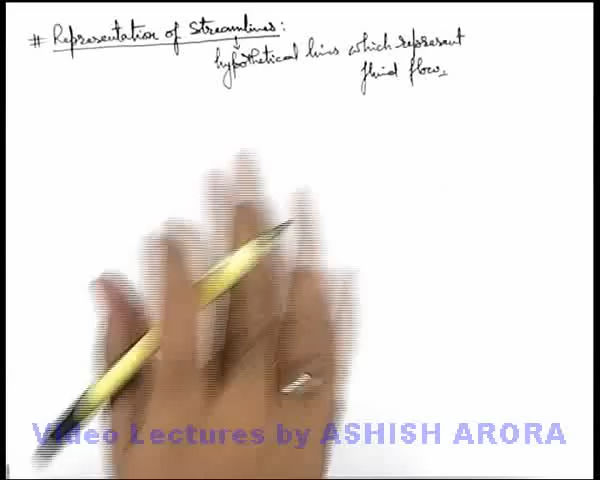 # Representation of Streamlines :
hypothetical lines which represent
fluid flow.
Video Lectures by ASHISH ARORA